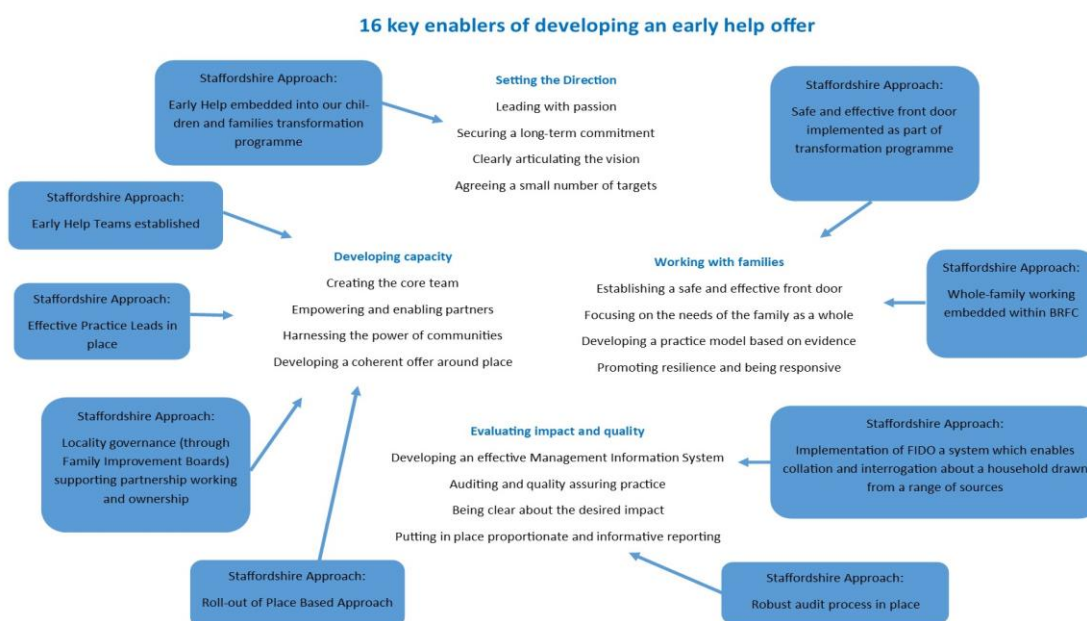 16 key enablers of developing an early help offer
Staffordshire Approach:
Early Help embedded into our chil-
dren and families transformation
programme
Setting the Direction
Leading with passion
Securing a long-term commitment
Clearly articulating the vision
Agreeing a small number of targets
Staffordshire Approach:
Safe and effective front door
implemented as part of
transformation programme
Staffordshire Approach:
Early Help Teams established
Developing capacity
Creating the core team
Empowering and enabling partners
Harnessing the power of communities
Developing a coherent offer around place
Working with families
Establishing a safe and effective front door
Focusing on the needs of the family as a whole
Developing a practice model based on evidence
Promoting resilience and being responsive
Staffordshire Approach:
Whole-family working
embedded within BRFC
Staffordshire Approach:
Effective Practice Leads in
place
Staffordshire Approach:
Locality governance (through
Family Improvement Boards)
supporting partnership working
and ownership
Evaluating impact and quality
Developing an effective Management Information System
Auditing and quality assuring practice
Being clear about the desired impact
Putting in place proportionate and informative reporting
Staffordshire Approach:
Implementation of FIDO a system which enables
collation and interrogation about a household drawn
from a range of sources
Staffordshire Approach:
Roll-out of Place Based Approach
Staffordshire Approach:
Robust audit process in place